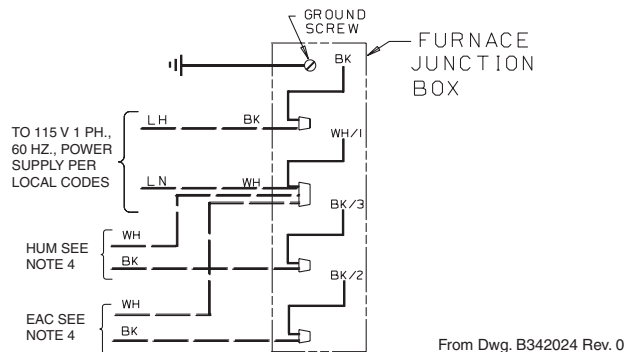 GROUND
SCREW
FURNACE
JUNCTION
BOX
BK
LH BK
TO 115 V 1 PH.,
60 HZ., POWER
SUPPLY PER
LOCAL CODES
WH/1
LN WH
BK/3
WH
HUM SEE
NOTE 4
BK
BK/2
WH
EAC SEE
NOTE 4
BK
From Dwg. B342024 Rev. 0